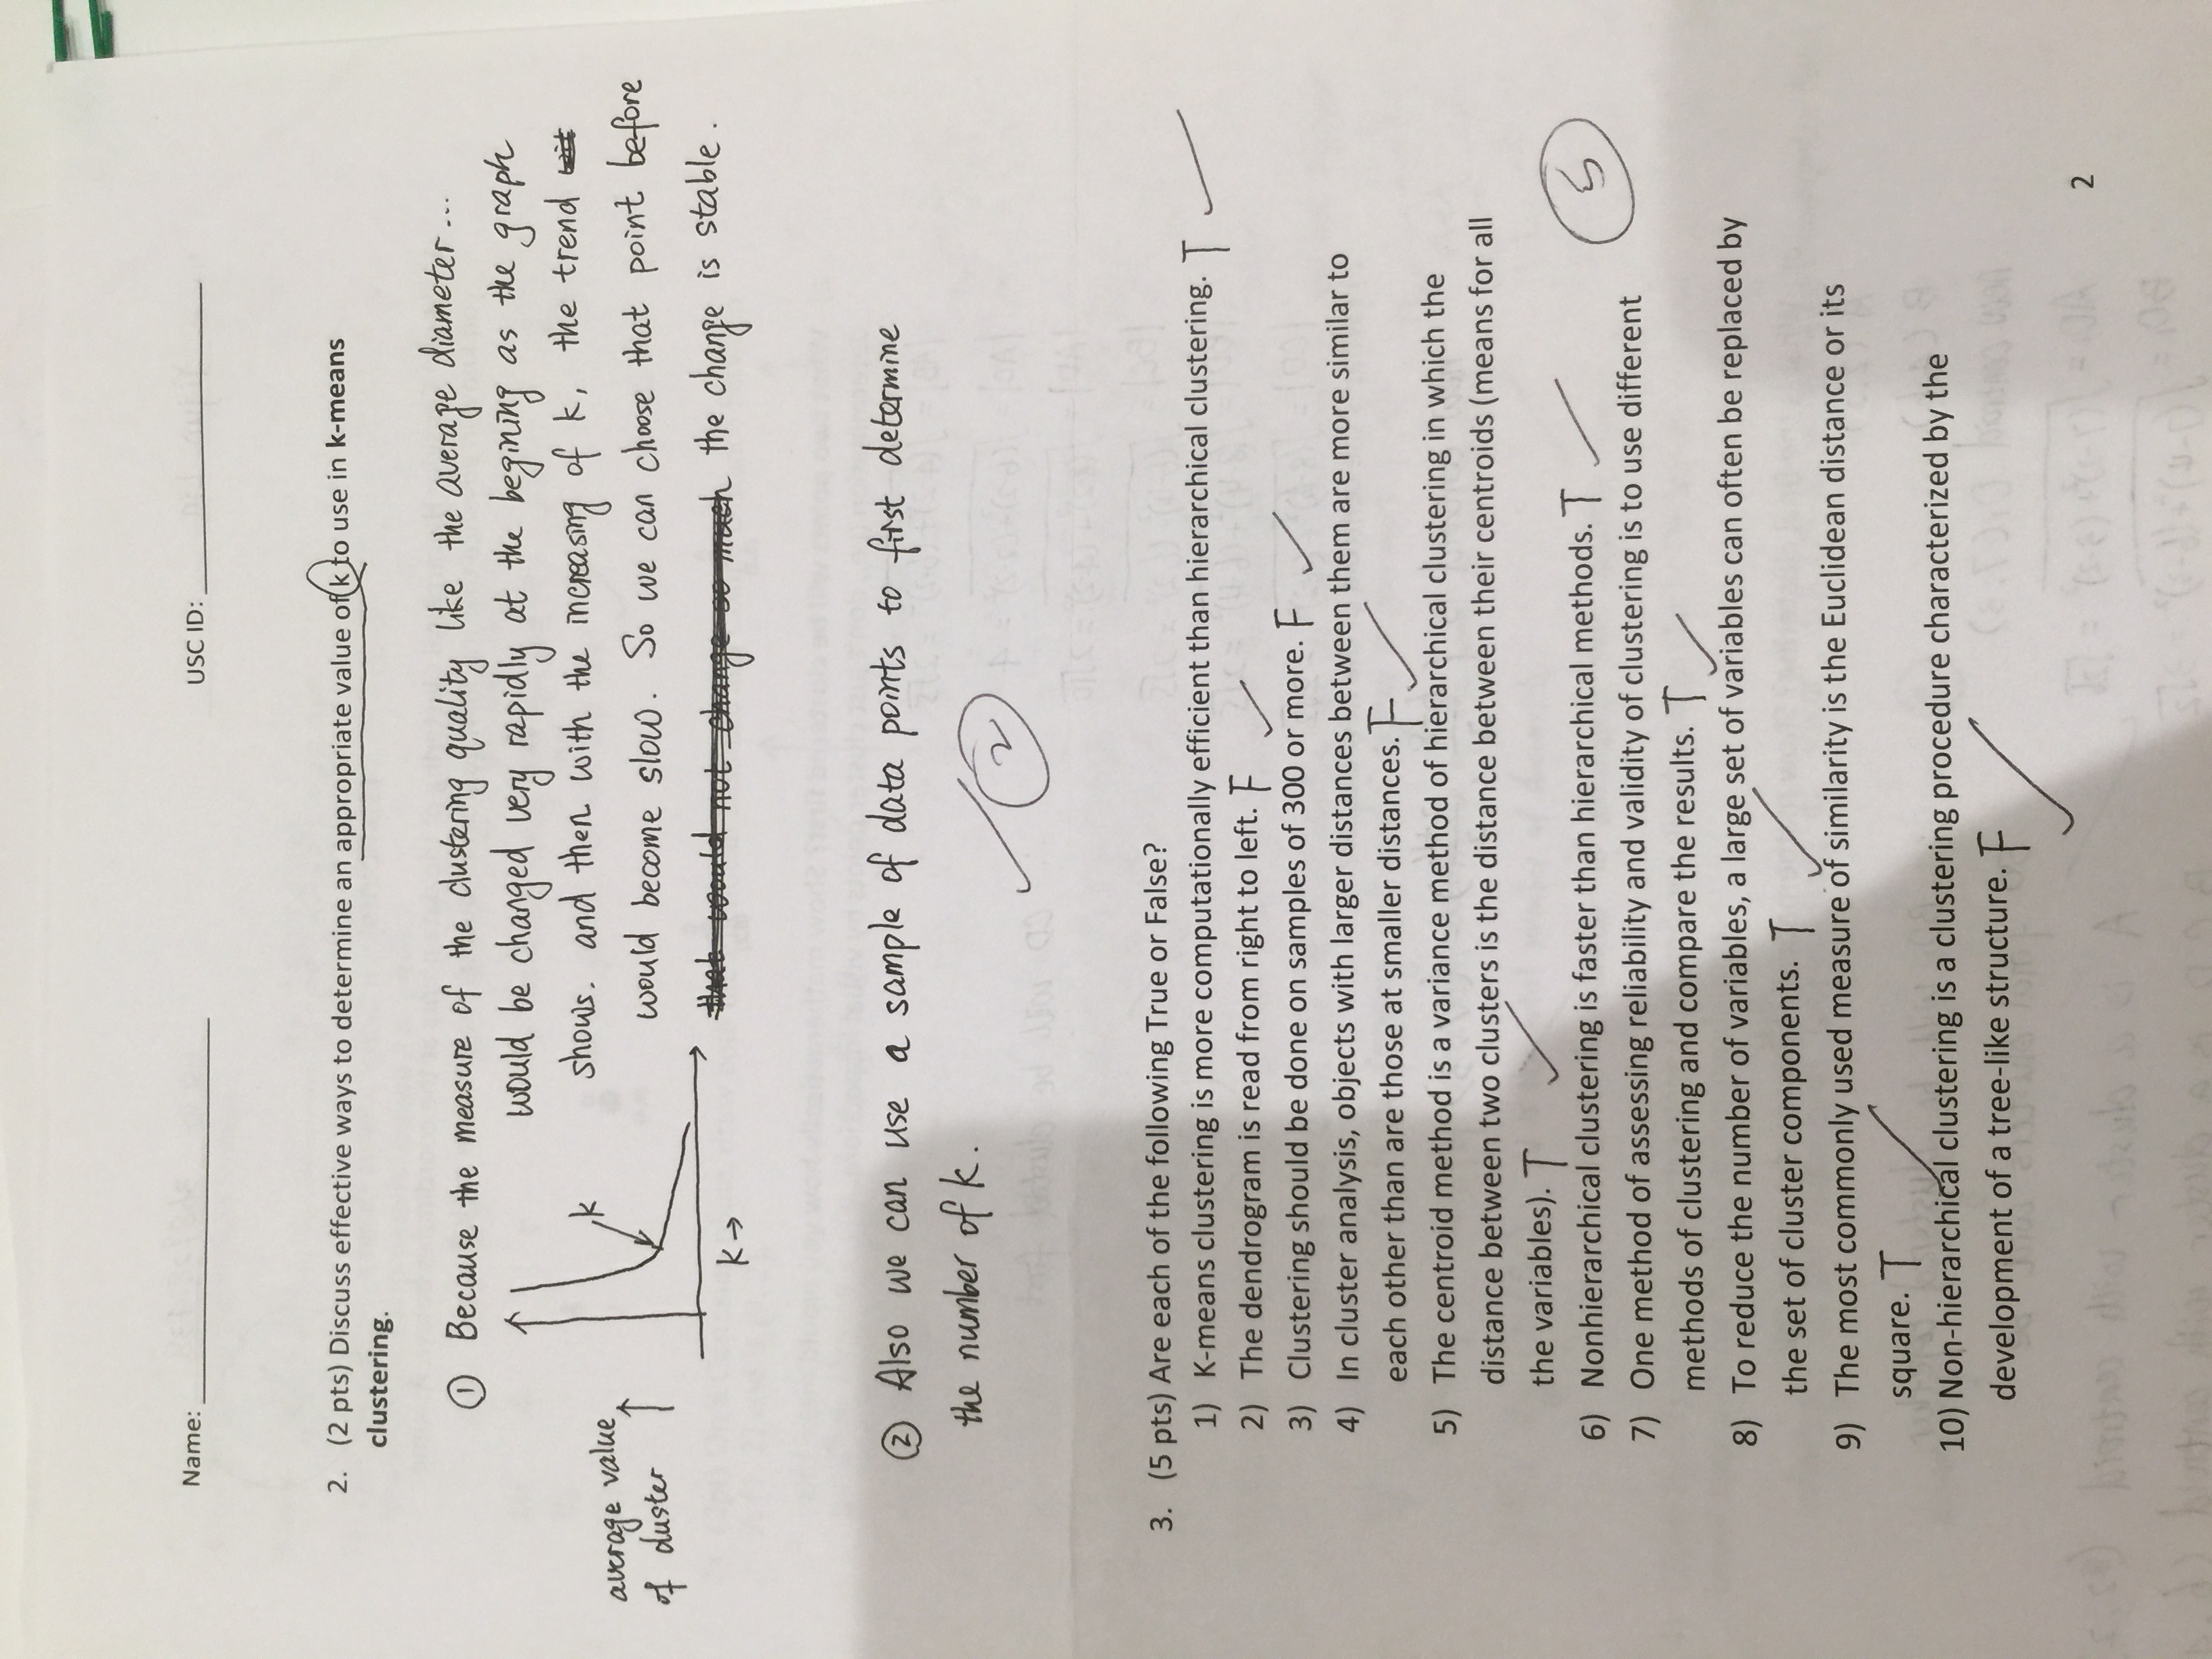 Name: USC ID:
2. (2 pts) Discuss effective ways to determine an appropriate value of k to use in k-means
clustering.
① Because the measure of the clustering quality like the average diameter...
would be changed very rapidly at the begining as the graph
shows. and then with the increasing of k, the trend
would become slow. So we can choose that point before
that would not change so much the change is stable.
k
average value
of cluster
k→
② Also we can use a sample of data points to first determine
the number of k.
2
3. (5 pts) Are each of the following True or False?
1) K-means clustering is more computationally efficient than hierarchical clustering. T
2) The dendrogram is read from right to left. F
3) Clustering should be done on samples of 300 or more. F
4) In cluster analysis, objects with larger distances between them are more similar to
each other than are those at smaller distances. F
5) The centroid method is a variance method of hierarchical clustering in which the
distance between two clusters is the distance between their centroids (means for all
the variables). T
6) Nonhierarchical clustering is faster than hierarchical methods. T
5
7) One method of assessing reliability and validity of clustering is to use different
methods of clustering and compare the results. T
8) To reduce the number of variables, a large set of variables can often be replaced by
the set of cluster components. T
9) The most commonly used measure of similarity is the Euclidean distance or its
square. T
10) Non-hierarchical clustering is a clustering procedure characterized by the
development of a tree-like structure. F
2